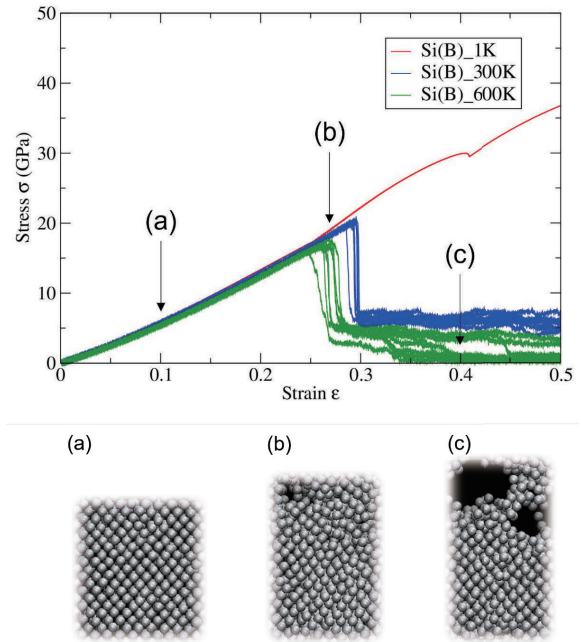 50
40
30
20
10
0
Stress σ (GPa)
Si(B)_1K
Si(B)_300K
Si(B)_600K
(a)
(b)
(c)
0
0.1
0.2
0.3
0.4
0.5
Strain ε
(a)
(b)
(c)